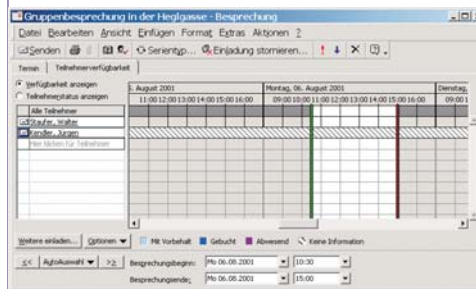 Gruppenbesprechung in der Heglgasse - Besprechung
Datei Bearbeiten Ansicht Einfügen Format Extras Aktionen ?
Senden Serientyp... Einladung stornieren...
Termin Teilnehmerverfügbarkeit
Verfügbarkeit anzeigen
Teilnehmerstatus anzeigen
. August 2001 Montag, 06. August 2001 Dienstag,
11:00 12:00 13:00 14:00 15:00 16:00 09:00 10:00 11:00 12:00 13:00 14:00 15:00 16:00 09:00 1
Alle Teilnehmer
Staufer, Walter
Kendler, Jürgen
Hier klicken für Teilnehmer
Weitere einladen... Optionen Mit Vorbehalt Gebucht Abwesend Keine Information
<< AutoAuswahl >> Besprechungsbeginn: Mo 06.08.2001 10:30
Besprechungsende: Mo 06.08.2001 15:00